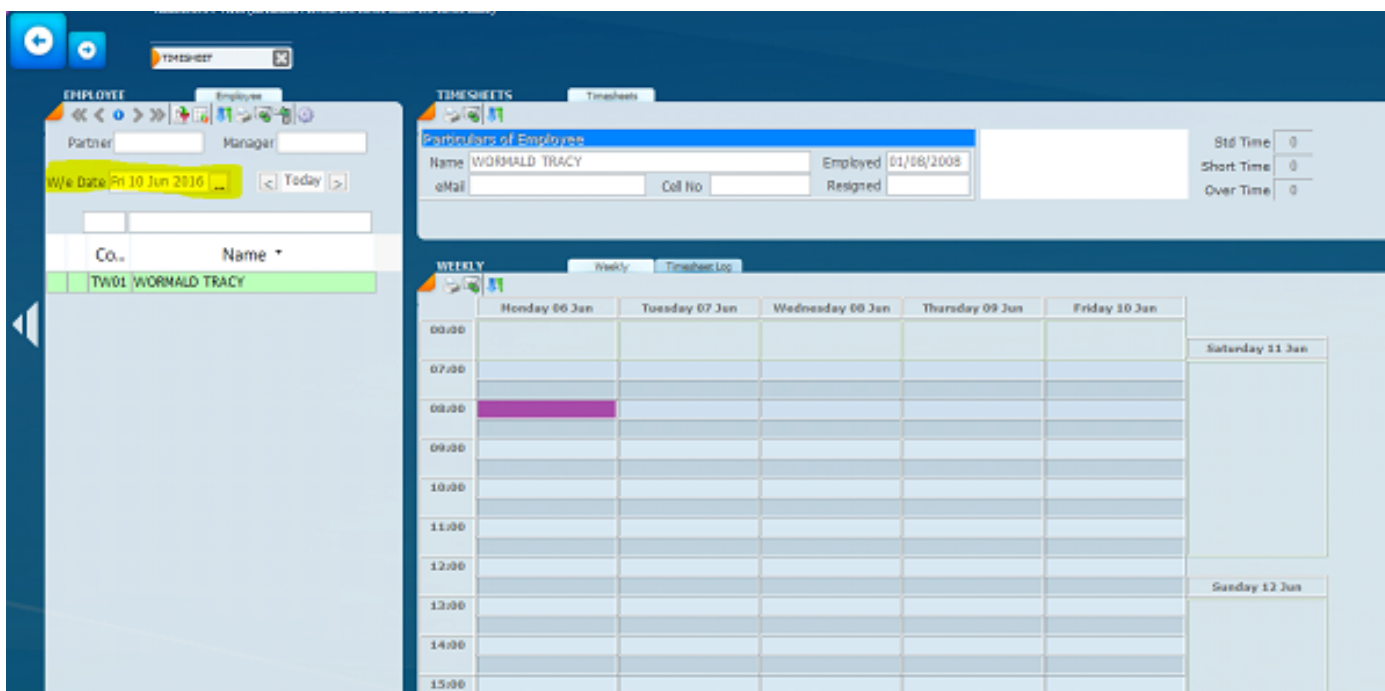 TIMESHEET
EMPLOYEE Employee
Partner Manager
W/e Date Fri 10 Jun 2016 ... < Today >
Co... Name
TW01 WORMALD TRACY
TIMESHEETS Timesheets
Particulars of Employee
Name WORMALD TRACY Employed 01/08/2008
eMail Cell No Resigned
Std Time 0
Short Time 0
Over Time 0
WEEKLY Weekly Timesheet Log
Monday 06 Jun Tuesday 07 Jun Wednesday 08 Jun Thursday 09 Jun Friday 10 Jun
00:00
Saturday 11 Jun
07:00
08:00
09:00
10:00
11:00
12:00
Sunday 12 Jun
13:00
14:00
15:00